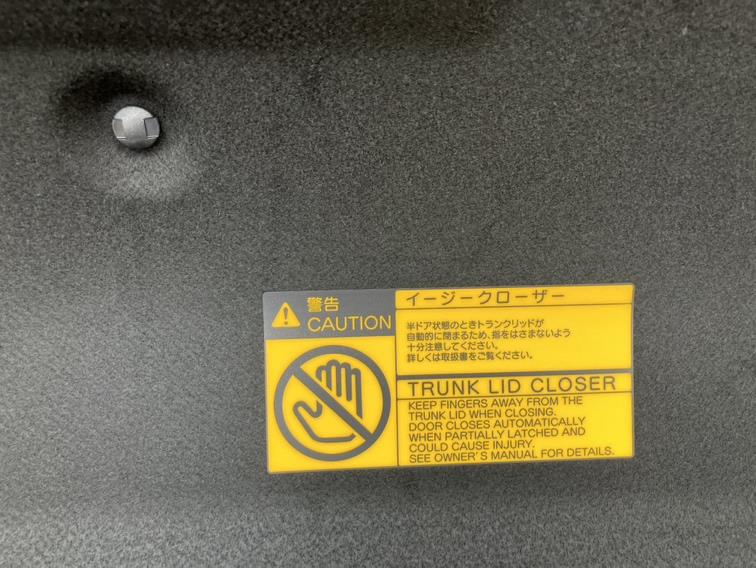 警告
CAUTION
イージークローザー
半ドア状態のときトランクリッドが
自動的に閉まるため、指をはさまないよう
十分注意してください。
詳しくは取扱書をご覧ください。
TRUNK LID CLOSER
KEEP FINGERS AWAY FROM THE
TRUNK LID WHEN CLOSING.
DOOR CLOSES AUTOMATICALLY
WHEN PARTIALLY LATCHED AND
COULD CAUSE INJURY.
SEE OWNER'S MANUAL FOR DETAILS.